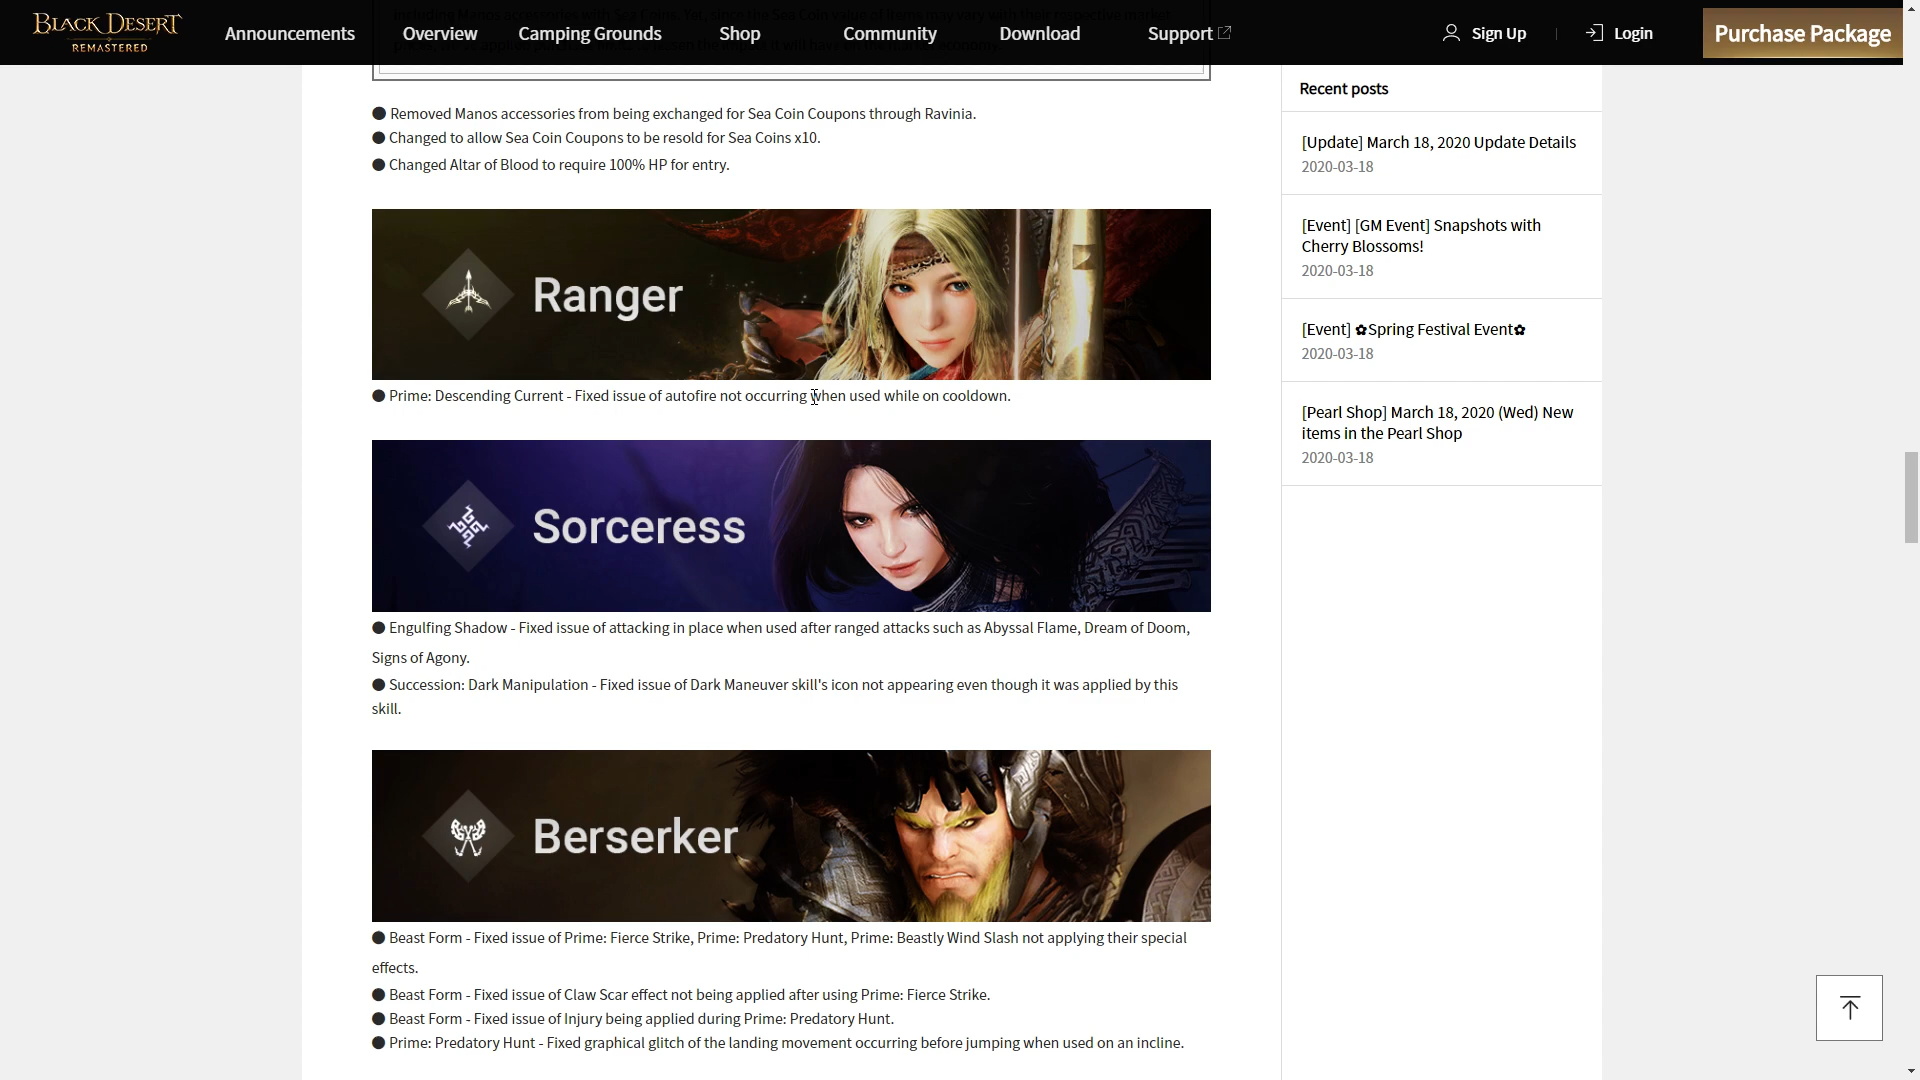 BLACK DESERT
REMASTERED
Announcements
Overview
Camping Grounds
Shop
Community
Download
Support
Sign Up
Login
Purchase Package
● Removed Manos accessories from being exchanged for Sea Coin Coupons through Ravinia.
● Changed to allow Sea Coin Coupons to be resold for Sea Coins x10.
● Changed Altar of Blood to require 100% HP for entry.
Ranger
● Prime: Descending Current - Fixed issue of autofire not occurring when used while on cooldown.
Sorceress
● Engulfing Shadow - Fixed issue of attacking in place when used after ranged attacks such as Abyssal Flame, Dream of Doom,
Signs of Agony.
● Succession: Dark Manipulation - Fixed issue of Dark Maneuver skill's icon not appearing even though it was applied by this
skill.
Berserker
● Beast Form - Fixed issue of Prime: Fierce Strike, Prime: Predatory Hunt, Prime: Beastly Wind Slash not applying their special
effects.
● Beast Form - Fixed issue of Claw Scar effect not being applied after using Prime: Fierce Strike.
● Beast Form - Fixed issue of Injury being applied during Prime: Predatory Hunt.
● Prime: Predatory Hunt - Fixed graphical glitch of the landing movement occurring before jumping when used on an incline.
Recent posts
[Update] March 18, 2020 Update Details
2020-03-18
[Event] [GM Event] Snapshots with
Cherry Blossoms!
2020-03-18
[Event] ✿Spring Festival Event✿
2020-03-18
[Pearl Shop] March 18, 2020 (Wed) New
items in the Pearl Shop
2020-03-18